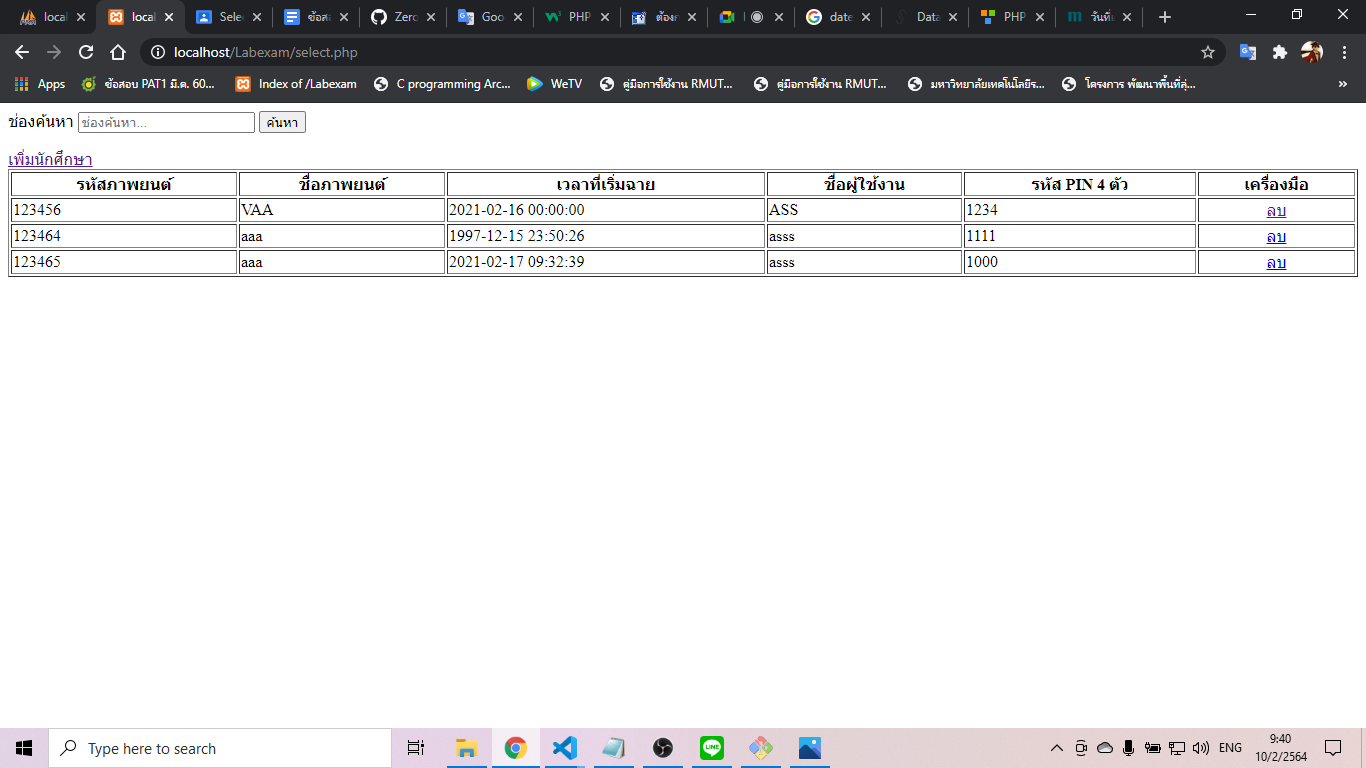 local
local
Selec
ข้อส
Zero
Goo
PHP
ต้อง
date
Data
PHP
วันที่
localhost/Labexam/select.php
Apps
ข้อสอบ PAT1 มี.ค. 60...
Index of /Labexam
C programming Arc...
WeTV
คู่มือการใช้งาน RMUT...
คู่มือการใช้งาน RMUT...
มหาวิทยาลัยเทคโนโลยีร...
โครงการ พัฒนาพื้นที่สุ่...
»
ช่องค้นหา ช่องค้นหา... ค้นหา
เพิ่มนักศึกษา
รหัสภาพยนต์ ชื่อภาพยนต์ เวลาที่เริ่มฉาย ชื่อผู้ใช้งาน รหัส PIN 4 ตัว เครื่องมือ
123456 VAA 2021-02-16 00:00:00 ASS 1234 ลบ
123464 aaa 1997-12-15 23:50:26 asss 1111 ลบ
123465 aaa 2021-02-17 09:32:39 asss 1000 ลบ
Type here to search
LINE
ENG
9:40
10/2/2564